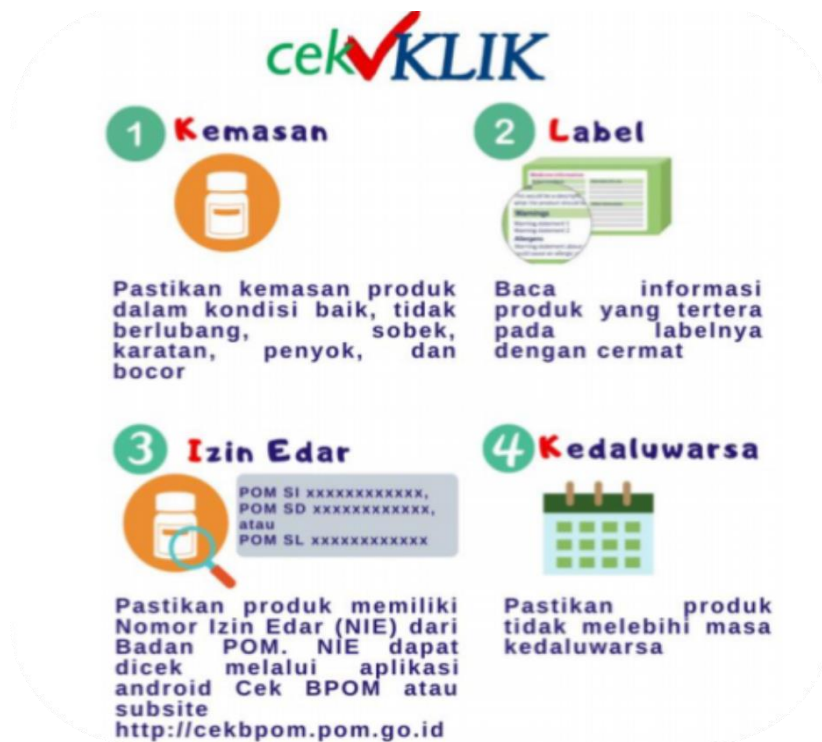 cek KLIK
1 Kemasan
Pastikan kemasan produk
dalam kondisi baik, tidak
berlubang, sobek,
karatan, penyok, dan
bocor
2 Label
Warnings
Baca informasi
produk yang tertera
pada labelnya
dengan cermat
3 Izin Edar
POM SI xxxxxxxxxxxx,
POM SD xxxxxxxxxxxx,
atau
POM SL xxxxxxxxxxxx
Pastikan produk memiliki
Nomor Izin Edar (NIE) dari
Badan POM. NIE dapat
dicek melalui aplikasi
android Cek BPOM atau
subsite
http://cekbpom.pom.go.id
4 Kedaluwarsa
Pastikan produk
tidak melebihi masa
kedaluwarsa